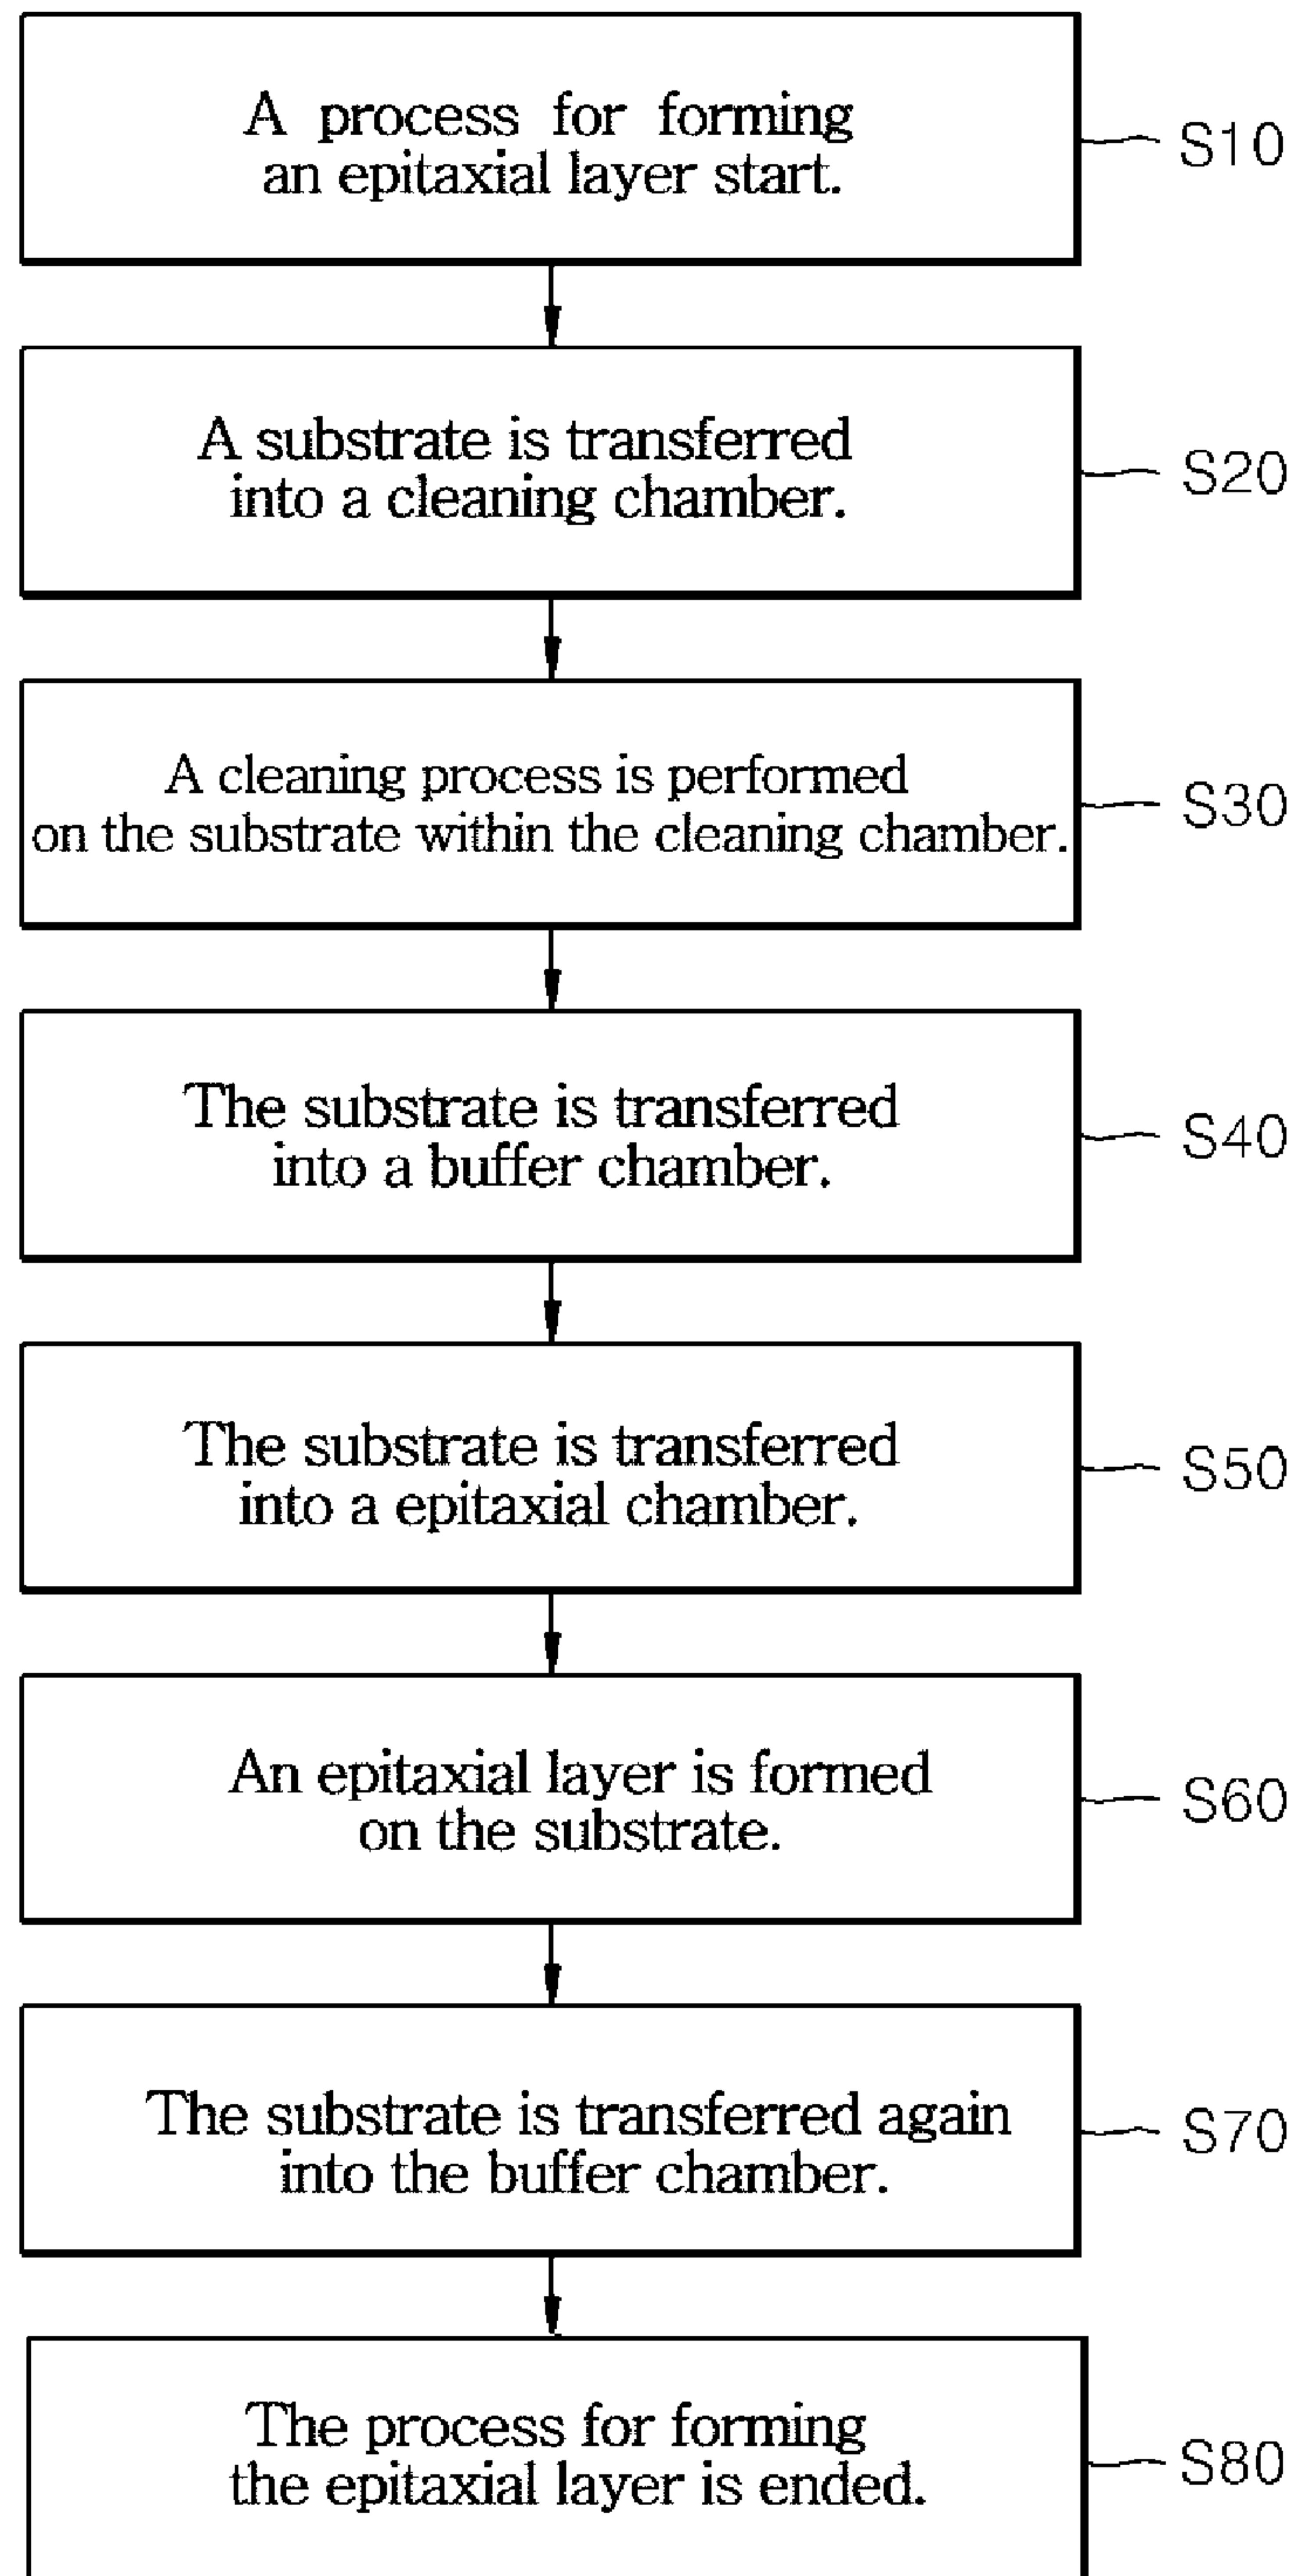 A process for forming
an epitaxial layer start.
S10
A substrate is transferred
into a cleaning chamber.
S20
A cleaning process is performed
on the substrate within the cleaning chamber.
S30
The substrate is transferred
into a buffer chamber.
S40
The substrate is transferred
into a epitaxial chamber.
S50
An epitaxial layer is formed
on the substrate.
S60
The substrate is transferred again
into the buffer chamber.
S70
The process for forming
the epitaxial layer is ended.
S80